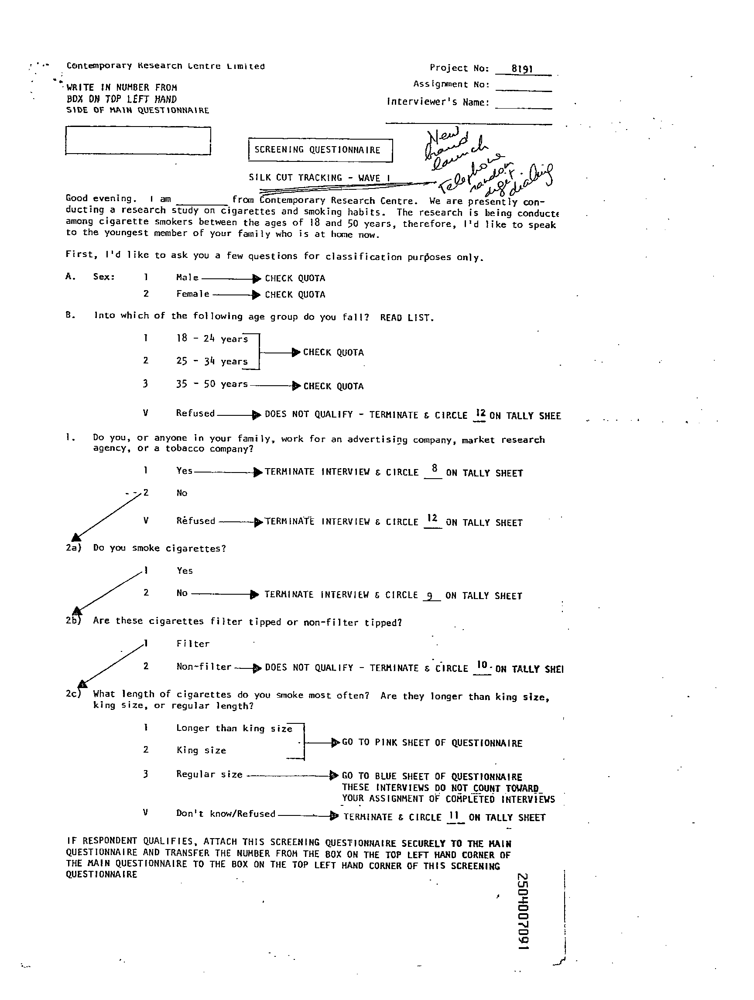 Contemporary Research Centre Limited
Project No: 8191
WRITE IN NUMBER FROM
BOX ON TOP LEFT HAND
SIDE OF MAIN QUESTIONNAIRE
Assignment No:
Interviewer's Name:
SCREENING QUESTIONNAIRE
New
brand
launch
SILK CUT TRACKING - WAVE 1
Telephone
random
digit dialing
Good evening. I am from Contemporary Research Centre. We are presently con-
ducting a research study on cigarettes and smoking habits. The research is being conducte
among cigarette smokers between the ages of 18 and 50 years, therefore, I'd like to speak
to the youngest member of your family who is at home now.
First, I'd like to ask you a few questions for classification purposes only.
A. Sex: 1 Male CHECK QUOTA
2 Female CHECK QUOTA
B. Into which of the following age group do you fall? READ LIST.
1 18 - 24 years
CHECK QUOTA
2 25 - 34 years
3 35 - 50 years CHECK QUOTA
V Refused DOES NOT QUALIFY - TERMINATE & CIRCLE 12 ON TALLY SHEE
1. Do you, or anyone in your family, work for an advertising company, market research
agency, or a tobacco company?
1 Yes TERMINATE INTERVIEW & CIRCLE 8 ON TALLY SHEET
2 No
V Refused TERMINATE INTERVIEW & CIRCLE 12 ON TALLY SHEET
2a) Do you smoke cigarettes?
1 Yes
2 No TERMINATE INTERVIEW & CIRCLE 9 ON TALLY SHEET
2b) Are these cigarettes filter tipped or non-filter tipped?
1 Filter
2 Non-filter DOES NOT QUALIFY - TERMINATE & CIRCLE 10 ON TALLY SHEE
2c) What length of cigarettes do you smoke most often? Are they longer than king size,
king size, or regular length?
1 Longer than king size
GO TO PINK SHEET OF QUESTIONNAIRE
2 King size
3 Regular size GO TO BLUE SHEET OF QUESTIONNAIRE
THESE INTERVIEWS DO NOT COUNT TOWARD
YOUR ASSIGNMENT OF COMPLETED INTERVIEWS
V Don't know/Refused TERMINATE & CIRCLE 11 ON TALLY SHEET
IF RESPONDENT QUALIFIES, ATTACH THIS SCREENING QUESTIONNAIRE SECURELY TO THE MAIN
QUESTIONNAIRE AND TRANSFER THE NUMBER FROM THE BOX ON THE TOP LEFT HAND CORNER OF
THE MAIN QUESTIONNAIRE TO THE BOX ON THE TOP LEFT HAND CORNER OF THIS SCREENING
QUESTIONNAIRE
250H007091